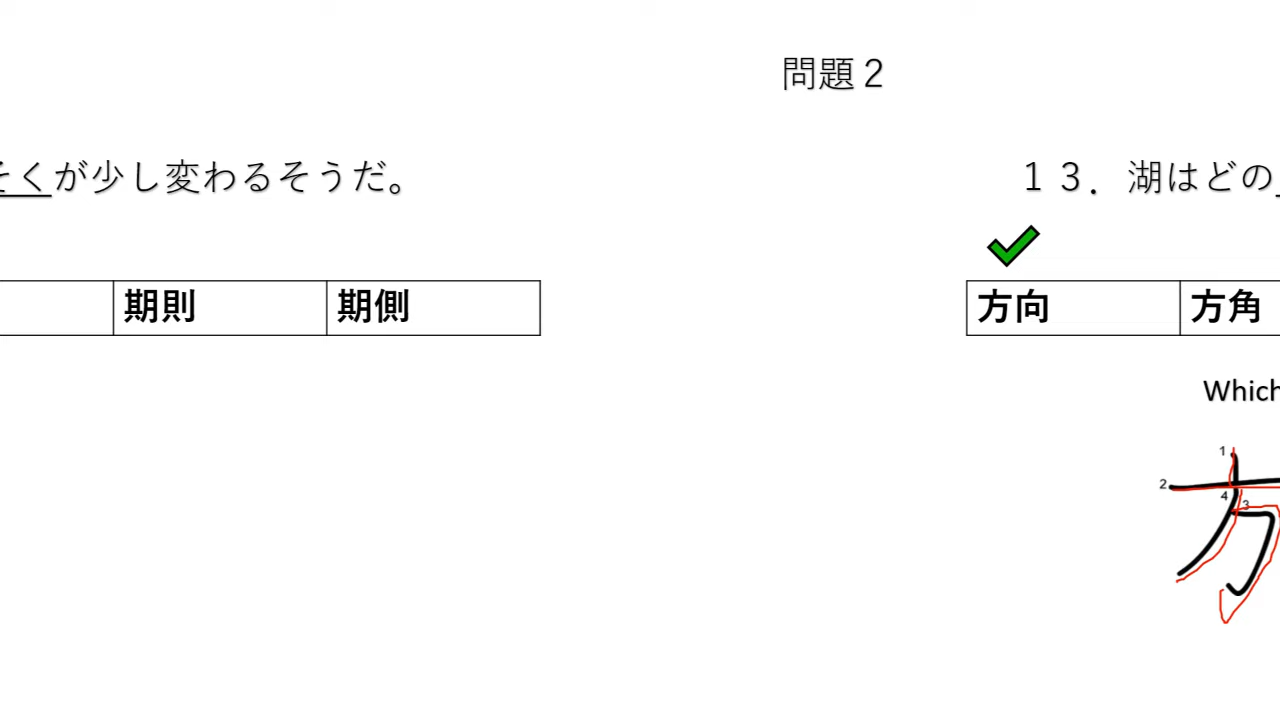 問題２
そくが少し変わるそうだ。
期則 期側
１３．湖はどの
方向 方角
Which
1
2
4
3